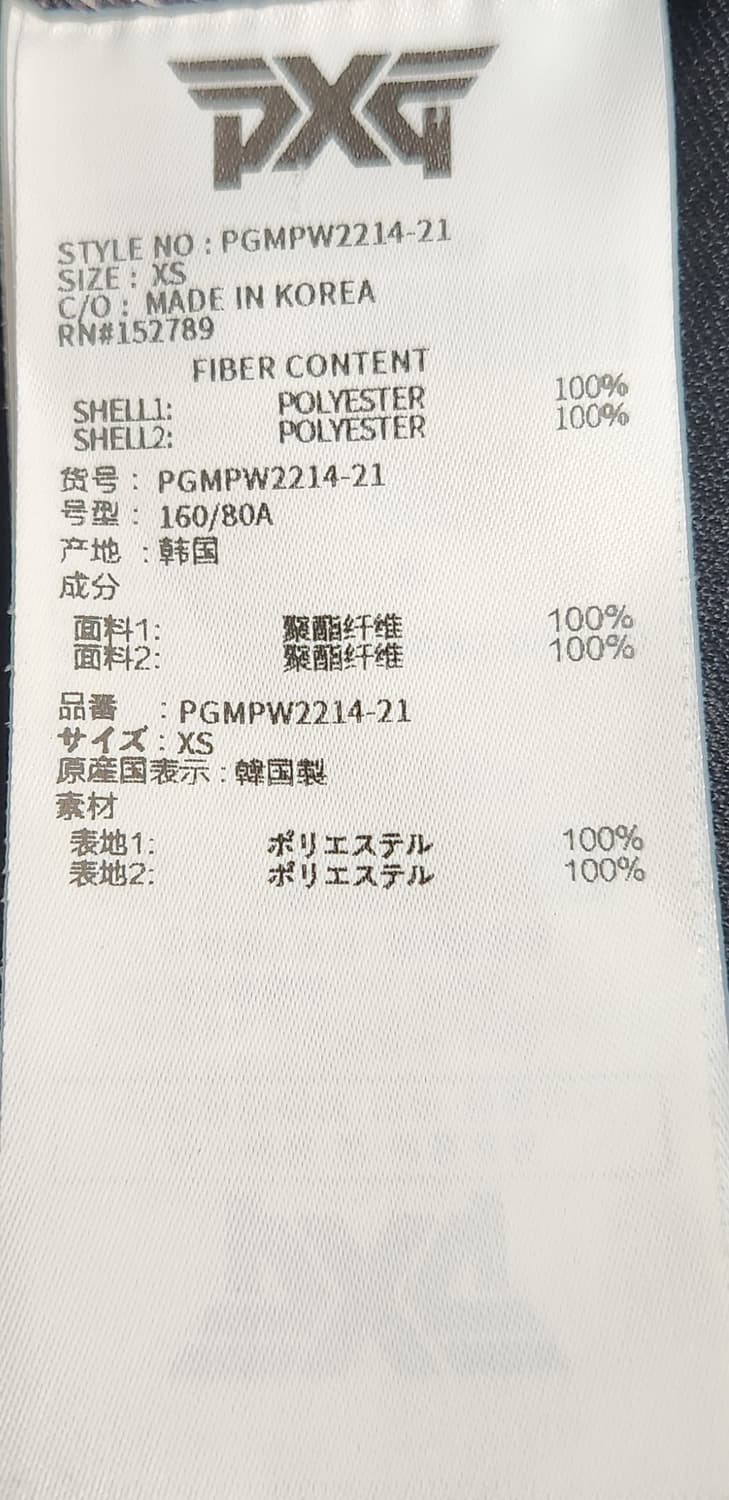 PXG
STYLE NO : PGMPW2214-21
SIZE : XS
C/O : MADE IN KOREA
RN#152789
FIBER CONTENT
SHELL1: POLYESTER 100%
SHELL2: POLYESTER 100%
货号 : PGMPW2214-21
号型 : 160/80A
产地 : 韩国
成分
面料1: 聚酯纤维 100%
面料2: 聚酯纤维 100%
品番 : PGMPW2214-21
サイズ : XS
原産国表示 : 韓国製
素材
表地1: ポリエステル 100%
表地2: ポリエステル 100%